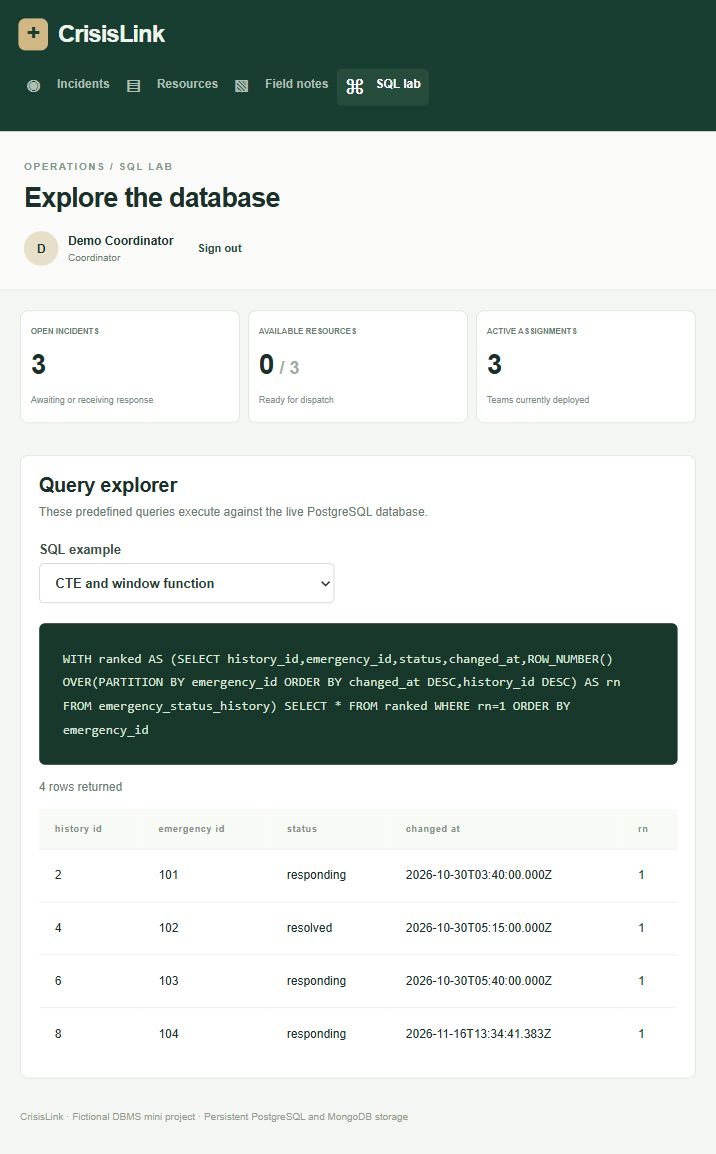 + CrisisLink
Incidents Resources Field notes ⌘ SQL lab
OPERATIONS / SQL LAB
Explore the database
D Demo Coordinator Sign out
Coordinator
OPEN INCIDENTS
3
Awaiting or receiving response
AVAILABLE RESOURCES
0 / 3
Ready for dispatch
ACTIVE ASSIGNMENTS
3
Teams currently deployed
Query explorer
These predefined queries execute against the live PostgreSQL database.
SQL example
CTE and window function
WITH ranked AS (SELECT history_id,emergency_id,status,changed_at,ROW_NUMBER()
OVER(PARTITION BY emergency_id ORDER BY changed_at DESC,history_id DESC) AS rn
FROM emergency_status_history) SELECT * FROM ranked WHERE rn=1 ORDER BY
emergency_id
4 rows returned
history id emergency id status changed at rn
2 101 responding 2026-10-30T03:40:00.000Z 1
4 102 resolved 2026-10-30T05:15:00.000Z 1
6 103 responding 2026-10-30T05:40:00.000Z 1
8 104 responding 2026-11-16T13:34:41.383Z 1
CrisisLink · Fictional DBMS mini project · Persistent PostgreSQL and MongoDB storage